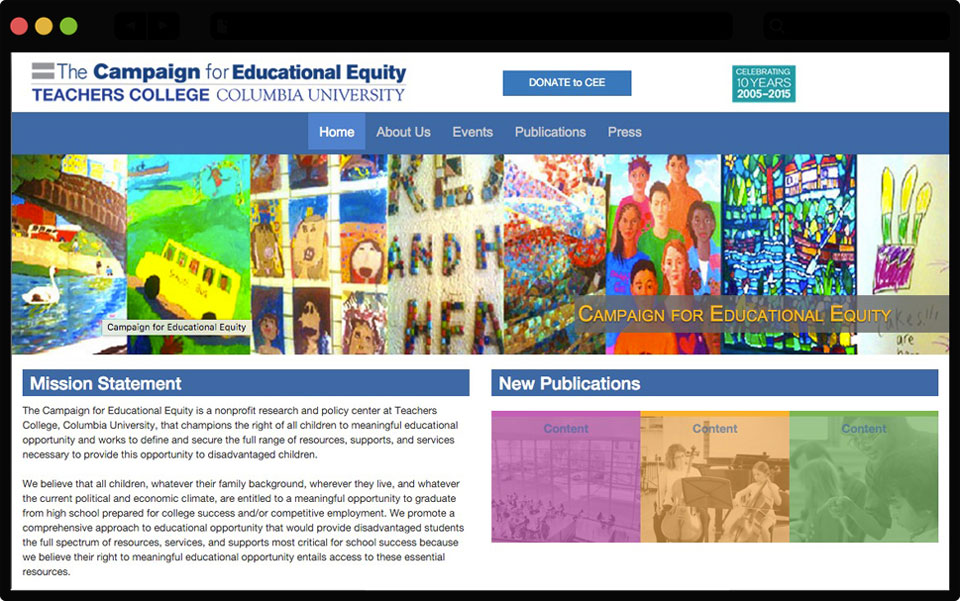 The Campaign for Educational Equity
TEACHERS COLLEGE COLUMBIA UNIVERSITY
DONATE to CEE
CELEBRATING
10 YEARS
2005–2015
Home About Us Events Publications Press
SCHOOL BUS
AND H
CAMPAIGN FOR EDUCATIONAL EQUITY
are
Campaign for Educational Equity
Mission Statement
The Campaign for Educational Equity is a nonprofit research and policy center at Teachers
College, Columbia University, that champions the right of all children to meaningful educational
opportunity and works to define and secure the full range of resources, supports, and services
necessary to provide this opportunity to disadvantaged children.
We believe that all children, whatever their family background, wherever they live, and whatever
the current political and economic climate, are entitled to a meaningful opportunity to graduate
from high school prepared for college success and/or competitive employment. We promote a
comprehensive approach to educational opportunity that would provide disadvantaged students
the full spectrum of resources, services, and supports most critical for school success because
we believe their right to meaningful educational opportunity entails access to these essential
resources.
New Publications
Content Content Content